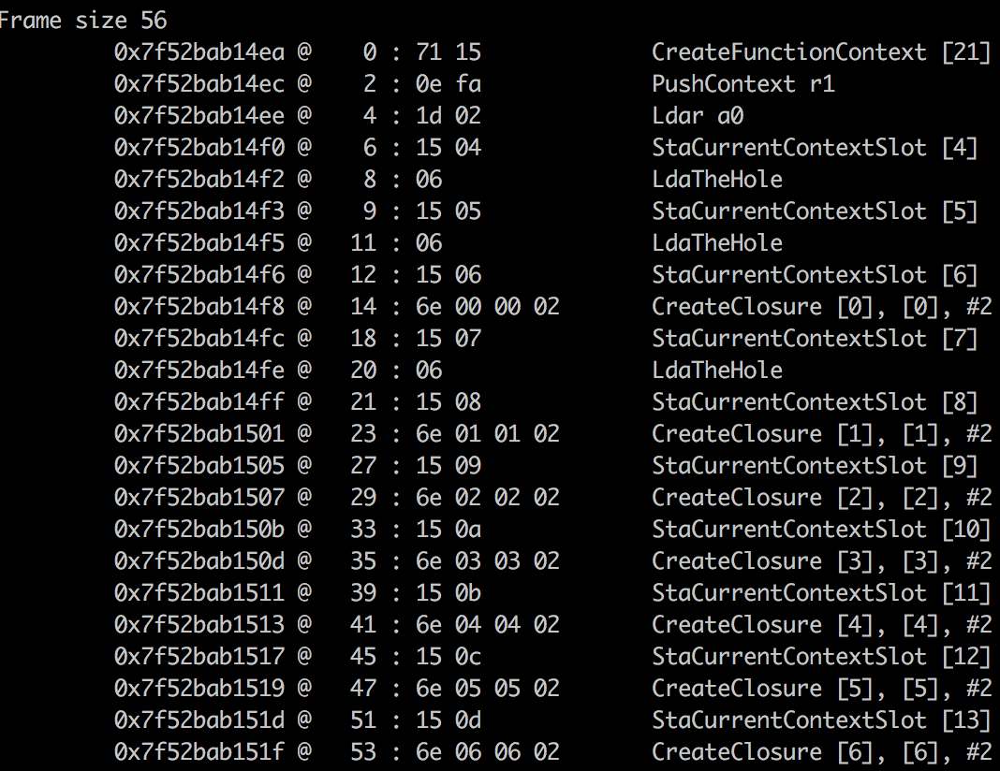 Frame size 56
0x7f52bab14ea @ 0 : 71 15 CreateFunctionContext [21]
0x7f52bab14ec @ 2 : 0e fa PushContext r1
0x7f52bab14ee @ 4 : 1d 02 Ldar a0
0x7f52bab14f0 @ 6 : 15 04 StaCurrentContextSlot [4]
0x7f52bab14f2 @ 8 : 06 LdaTheHole
0x7f52bab14f3 @ 9 : 15 05 StaCurrentContextSlot [5]
0x7f52bab14f5 @ 11 : 06 LdaTheHole
0x7f52bab14f6 @ 12 : 15 06 StaCurrentContextSlot [6]
0x7f52bab14f8 @ 14 : 6e 00 00 02 CreateClosure [0], [0], #2
0x7f52bab14fc @ 18 : 15 07 StaCurrentContextSlot [7]
0x7f52bab14fe @ 20 : 06 LdaTheHole
0x7f52bab14ff @ 21 : 15 08 StaCurrentContextSlot [8]
0x7f52bab1501 @ 23 : 6e 01 01 02 CreateClosure [1], [1], #2
0x7f52bab1505 @ 27 : 15 09 StaCurrentContextSlot [9]
0x7f52bab1507 @ 29 : 6e 02 02 02 CreateClosure [2], [2], #2
0x7f52bab150b @ 33 : 15 0a StaCurrentContextSlot [10]
0x7f52bab150d @ 35 : 6e 03 03 02 CreateClosure [3], [3], #2
0x7f52bab1511 @ 39 : 15 0b StaCurrentContextSlot [11]
0x7f52bab1513 @ 41 : 6e 04 04 02 CreateClosure [4], [4], #2
0x7f52bab1517 @ 45 : 15 0c StaCurrentContextSlot [12]
0x7f52bab1519 @ 47 : 6e 05 05 02 CreateClosure [5], [5], #2
0x7f52bab151d @ 51 : 15 0d StaCurrentContextSlot [13]
0x7f52bab151f @ 53 : 6e 06 06 02 CreateClosure [6], [6], #2